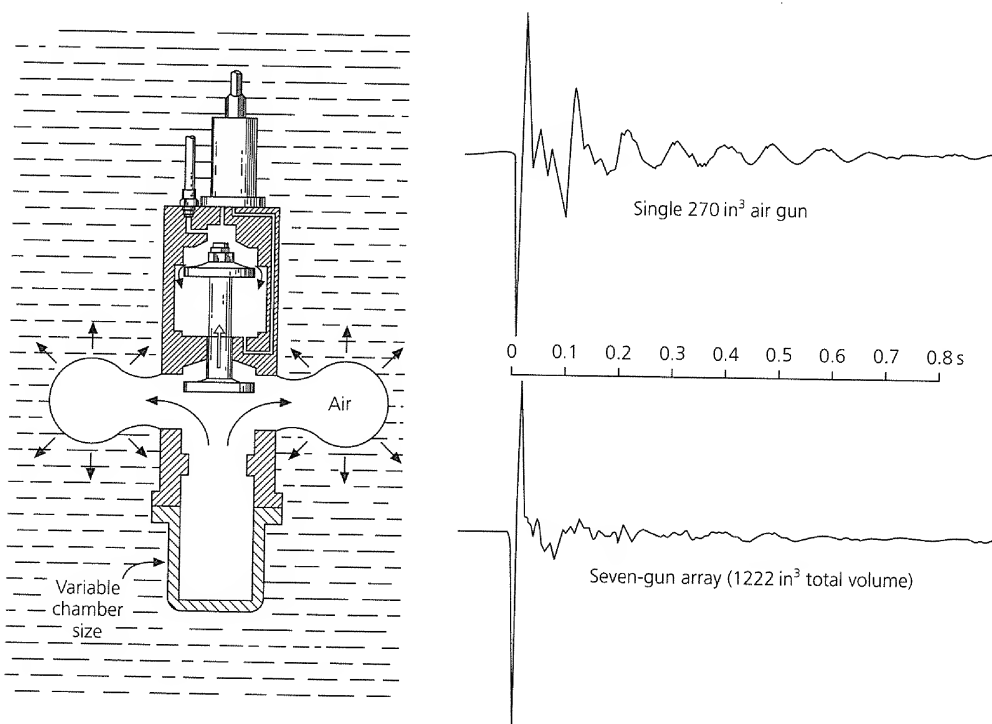 Air
Variable
chamber
size
Single 270 in³ air gun
0 0.1 0.2 0.3 0.4 0.5 0.6 0.7 0.8 s
Seven-gun array (1222 in³ total volume)